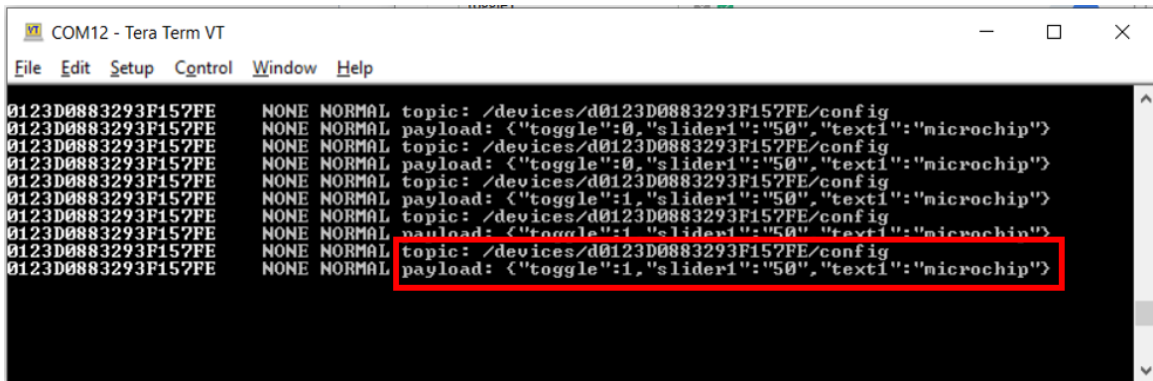 COM12 - Tera Term VT
File Edit Setup Control Window Help
0123D0883293F157FE NONE NORMAL topic: /devices/d0123D0883293F157FE/config
0123D0883293F157FE NONE NORMAL payload: {"toggle":0,"slider1":"50","text1":"microchip"}
0123D0883293F157FE NONE NORMAL topic: /devices/d0123D0883293F157FE/config
0123D0883293F157FE NONE NORMAL payload: {"toggle":0,"slider1":"50","text1":"microchip"}
0123D0883293F157FE NONE NORMAL topic: /devices/d0123D0883293F157FE/config
0123D0883293F157FE NONE NORMAL payload: {"toggle":1,"slider1":"50","text1":"microchip"}
0123D0883293F157FE NONE NORMAL topic: /devices/d0123D0883293F157FE/config
0123D0883293F157FE NONE NORMAL payload: {"toggle":1,"slider1":"50","text1":"microchip"}
0123D0883293F157FE NONE NORMAL topic: /devices/d0123D0883293F157FE/config
0123D0883293F157FE NONE NORMAL payload: {"toggle":1,"slider1":"50","text1":"microchip"}